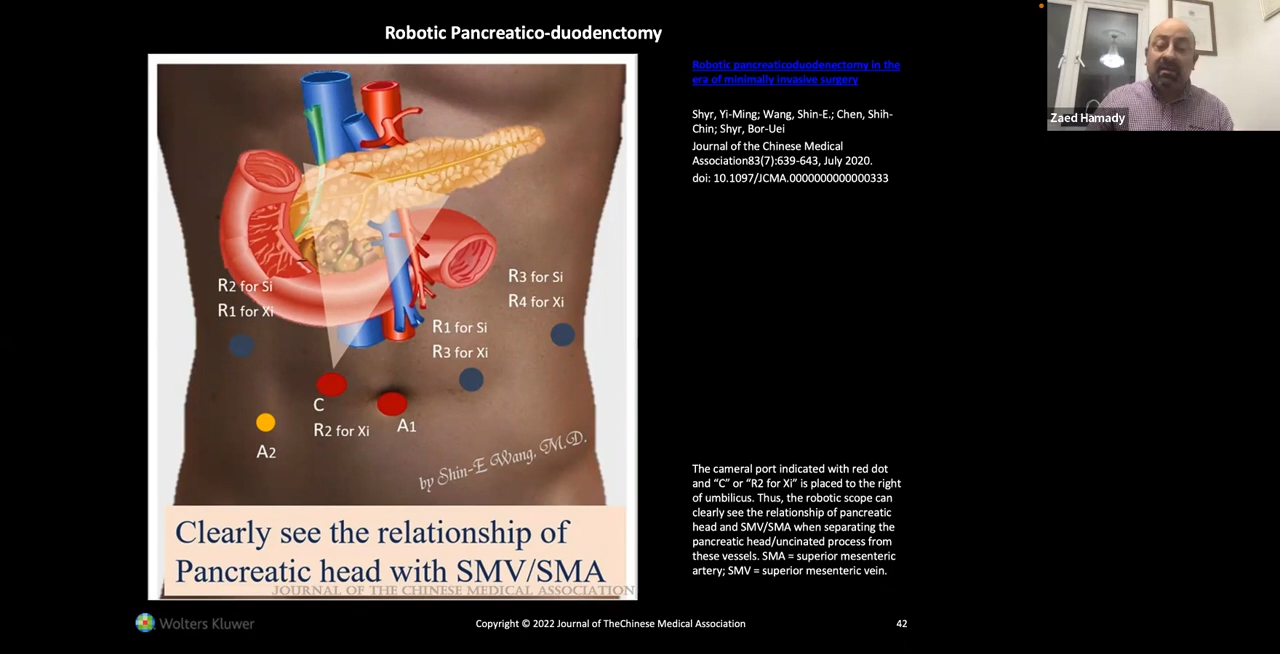 Robotic Pancreatico-duodenctomy
Robotic pancreaticoduodenectomy in the
era of minimally invasive surgery
Shyr, Yi-Ming; Wang, Shin-E.; Chen, Shih-
Chin; Shyr, Bor-Uei
Journal of the Chinese Medical
Association83(7):639-643, July 2020.
doi: 10.1097/JCMA.0000000000000333
Zaed Hamady
R2 for Si
R1 for Xi
R3 for Si
R4 for Xi
R1 for Si
R3 for Xi
C
R2 for Xi
A1
A2
by Shin-E Wang, M.D.
Clearly see the relationship of
Pancreatic head with SMV/SMA
JOURNAL OF THE CHINESE MEDICAL ASSOCIATION
The cameral port indicated with red dot
and “C” or “R2 for Xi” is placed to the right
of umbilicus. Thus, the robotic scope can
clearly see the relationship of pancreatic
head and SMV/SMA when separating the
pancreatic head/uncinated process from
these vessels. SMA = superior mesenteric
artery; SMV = superior mesenteric vein.
Wolters Kluwer
Copyright © 2022 Journal of TheChinese Medical Association
42